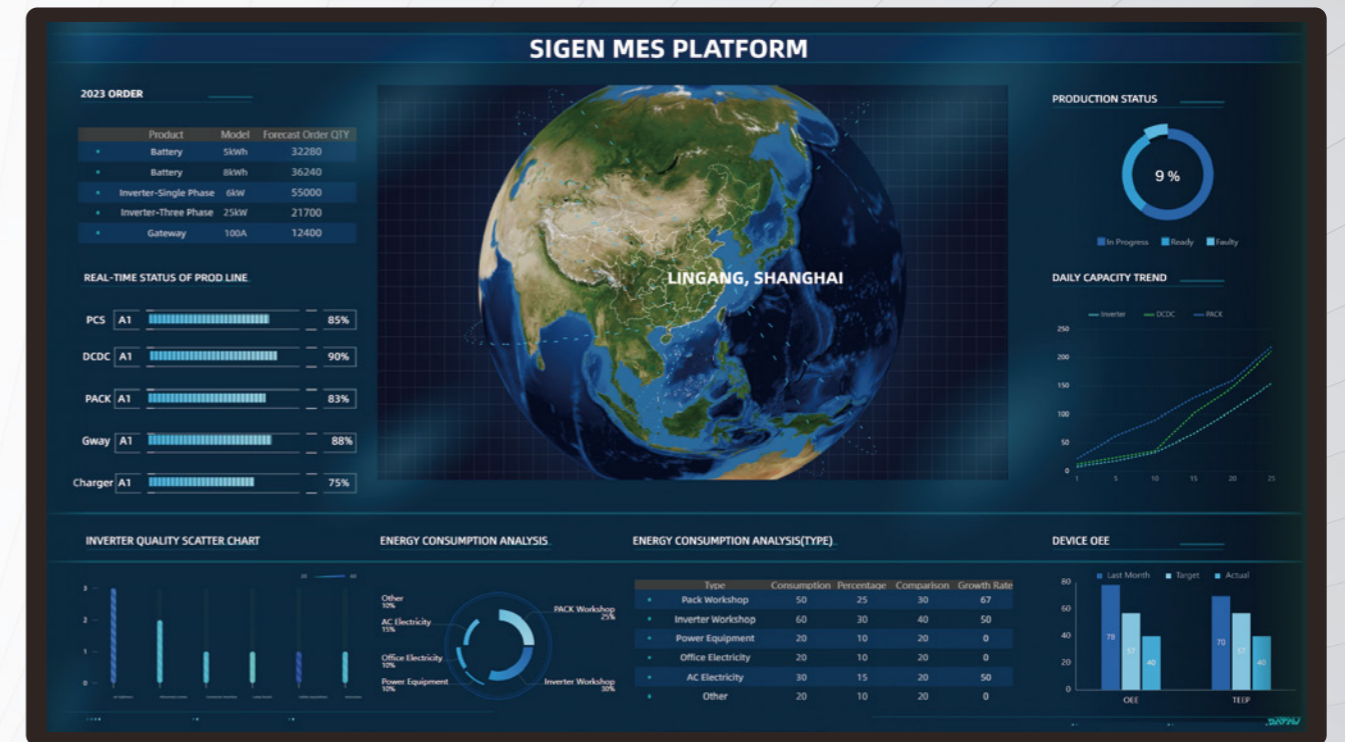 SIGEN MES PLATFORM
2023 ORDER
Product Model Forecast Order QTY
Battery 5kWh 32280
Battery 8kWh 36240
Inverter-Single Phase 6kW 55000
Inverter-Three Phase 25kW 21700
Gateway 100A 12400
REAL-TIME STATUS OF PROD LINE
PCS A1 85%
DCDC A1 90%
PACK A1 83%
Gway A1 88%
Charger A1 75%
LINGANG, SHANGHAI
PRODUCTION STATUS
9 %
In Progress Ready Faulty
DAILY CAPACITY TREND
Inverter DCDC PACK
250
200
150
100
50
0
1 5 10 15 20 25
INVERTER QUALITY SCATTER CHART
20 60
3
2
1
0
ENERGY CONSUMPTION ANALYSIS
Other
10%
AC Electricity
15%
Office Electricity
10%
Power Equipment
10%
PACK Workshop
25%
Inverter Workshop
30%
ENERGY CONSUMPTION ANALYSIS(TYPE)
Type Consumption Percentage Comparison Growth Rate
Pack Workshop 50 25 30 67
Inverter Workshop 60 30 40 50
Power Equipment 20 10 20 0
Office Electricity 20 10 20 0
AC Electricity 30 15 20 50
Other 20 10 20 0
DEVICE OEE
Last Month Target Actual
80
60
40
20
0
79 57 40
70 57 40
OEE TEEP